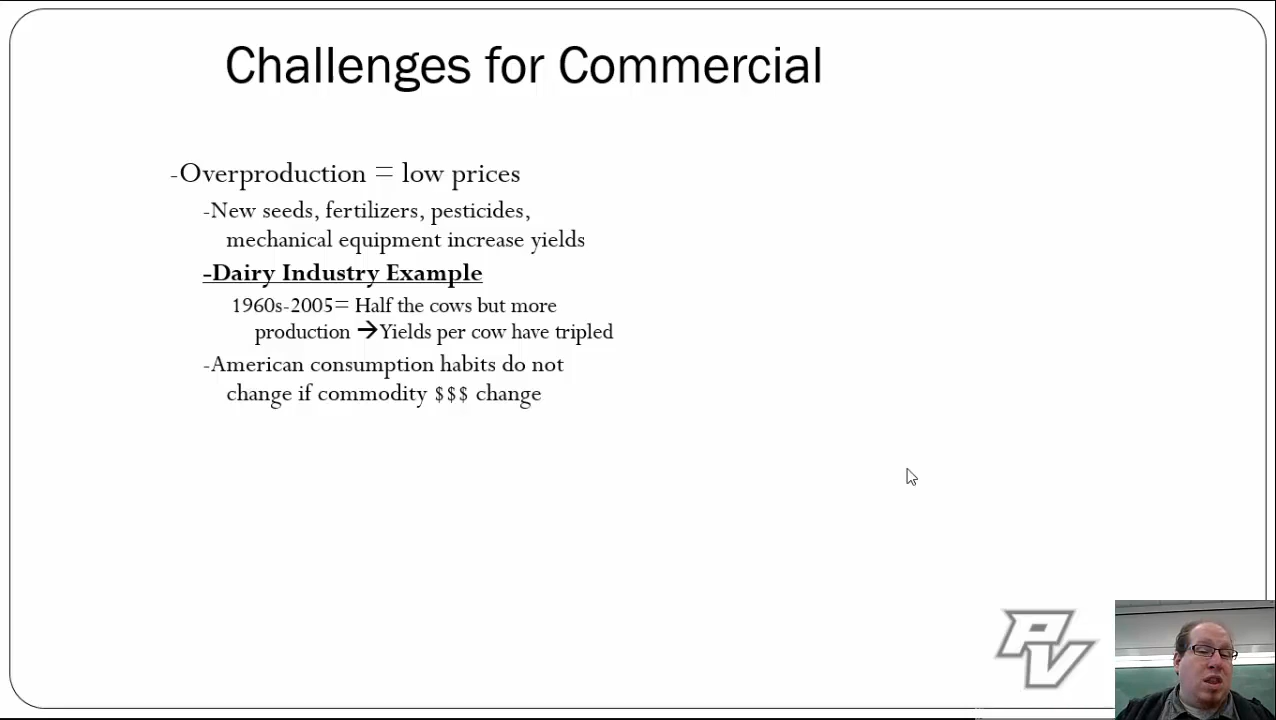 Challenges for Commercial
-Overproduction = low prices
-New seeds, fertilizers, pesticides,
mechanical equipment increase yields
-Dairy Industry Example
1960s-2005= Half the cows but more
production →Yields per cow have tripled
-American consumption habits do not
change if commodity $$$ change
PV